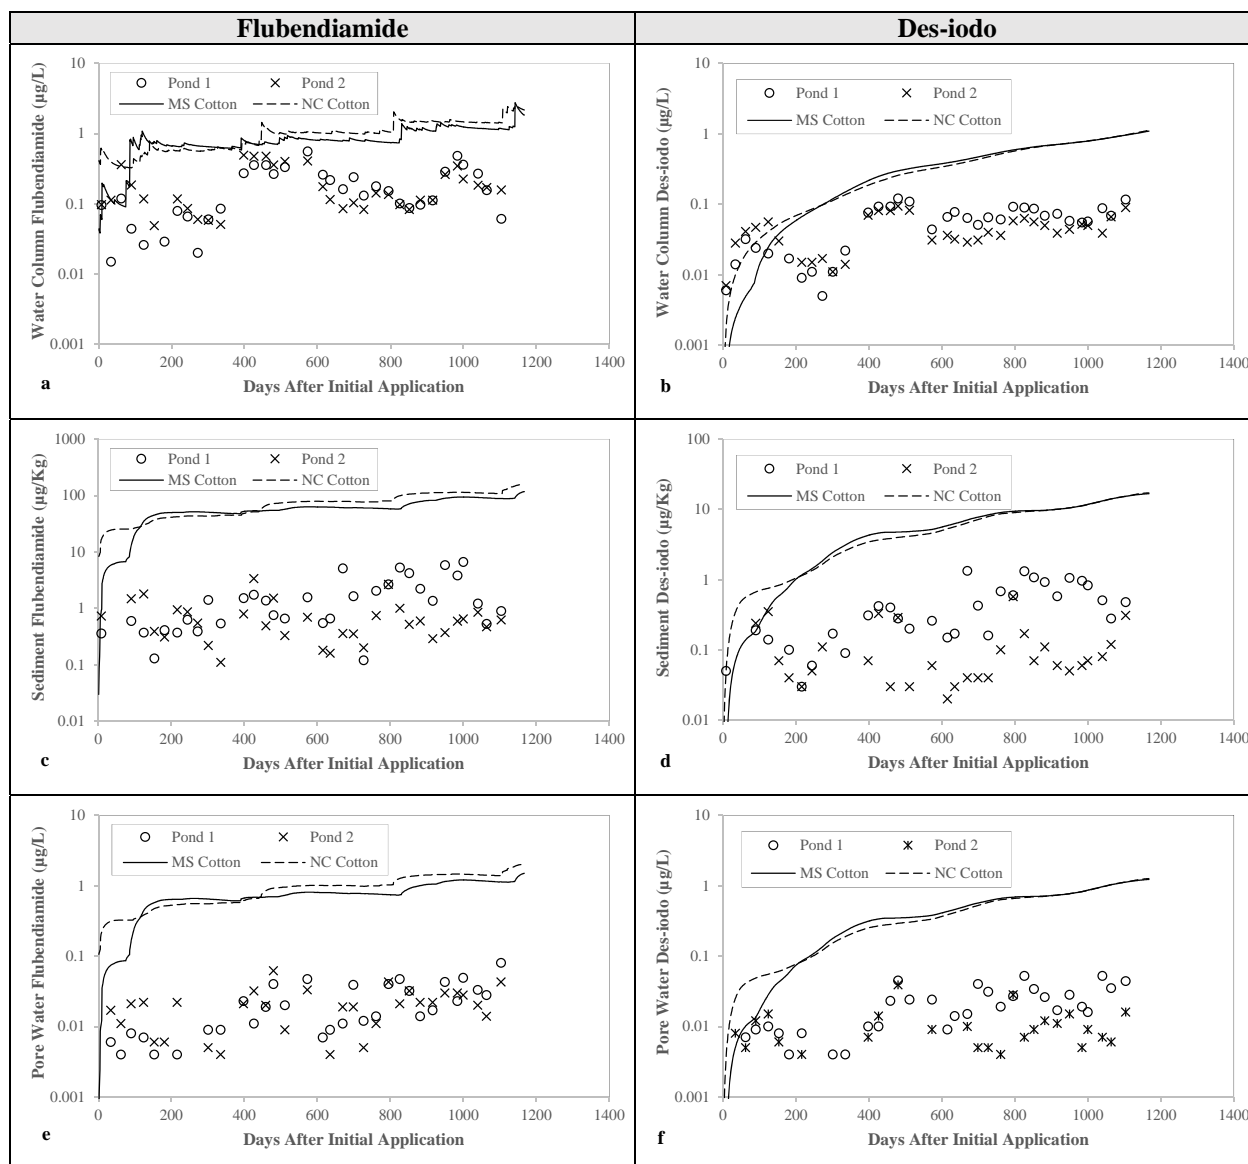 Flubendiamide
Des-iodo
Water Column Flubendiamide (µg/L)
10
1
0.1
0.01
0.001
Pond 1
Pond 2
MS Cotton
NC Cotton
0 200 400 600 800 1000 1200 1400
a
Days After Initial Application
Water Column Des-iodo (µg/L)
10
1
0.1
0.01
0.001
Pond 1
Pond 2
MS Cotton
NC Cotton
0 200 400 600 800 1000 1200 1400
b
Days After Initial Application
Sediment Flubendiamide (µg/Kg)
1000
100
10
1
0.1
0.01
Pond 1
Pond 2
MS Cotton
NC Cotton
0 200 400 600 800 1000 1200 1400
c
Days After Initial Application
Sediment Des-iodo (µg/Kg)
100
10
1
0.1
0.01
Pond 1
Pond 2
MS Cotton
NC Cotton
0 200 400 600 800 1000 1200 1400
d
Days After Initial Application
Pore Water Flubendiamide (µg/L)
10
1
0.1
0.01
0.001
Pond 1
Pond 2
MS Cotton
NC Cotton
0 200 400 600 800 1000 1200 1400
e
Days After Initial Application
Pore Water Des-iodo (µg/L)
10
1
0.1
0.01
0.001
Pond 1
Pond 2
MS Cotton
NC Cotton
0 200 400 600 800 1000 1200 1400
f
Days After Initial Application